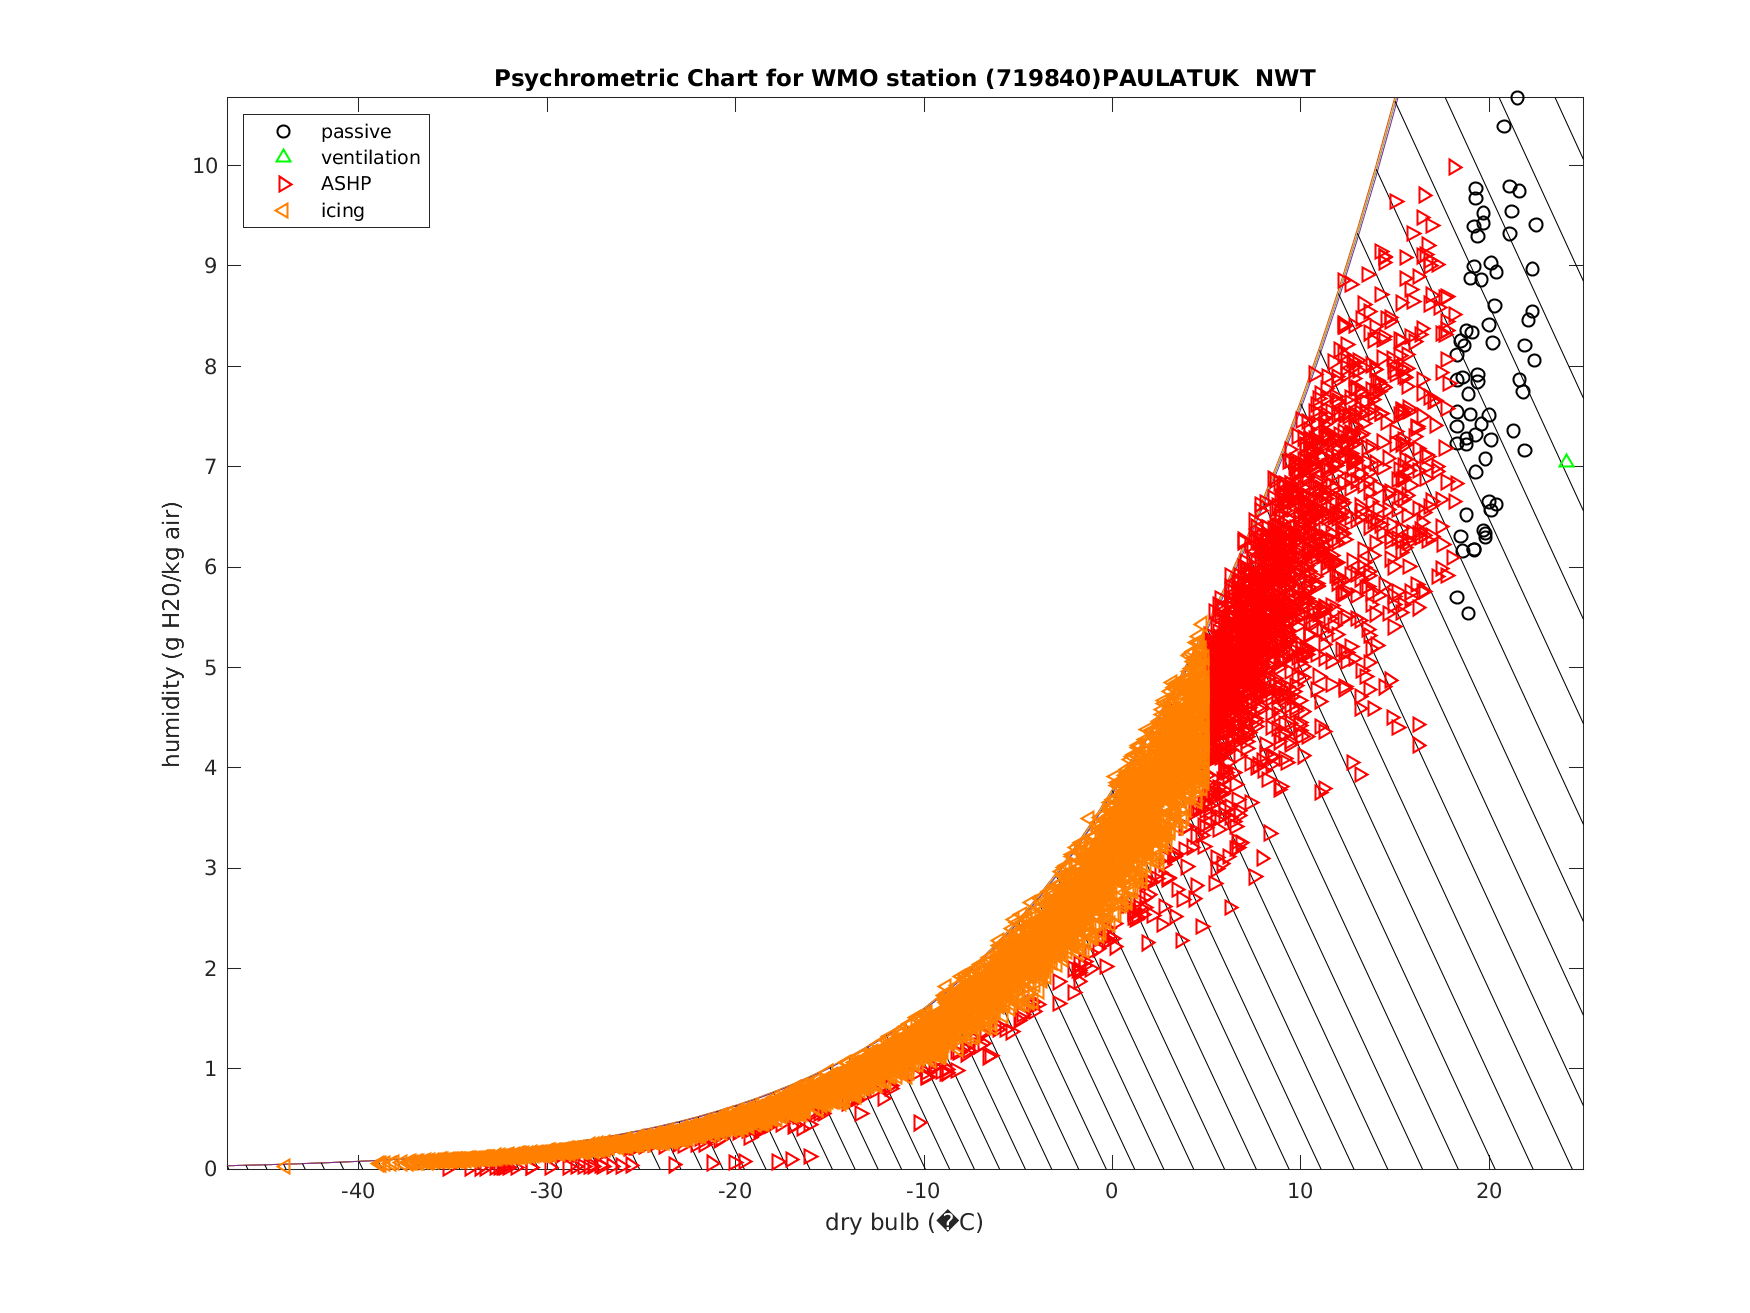 Psychrometric Chart for WMO station (719840)PAULATUK  NWT
passive
ventilation
ASHP
icing
humidity (g H20/kg air)
10
9
8
7
6
5
4
3
2
1
0
-40 -30 -20 -10 0 10 20
dry bulb (�C)